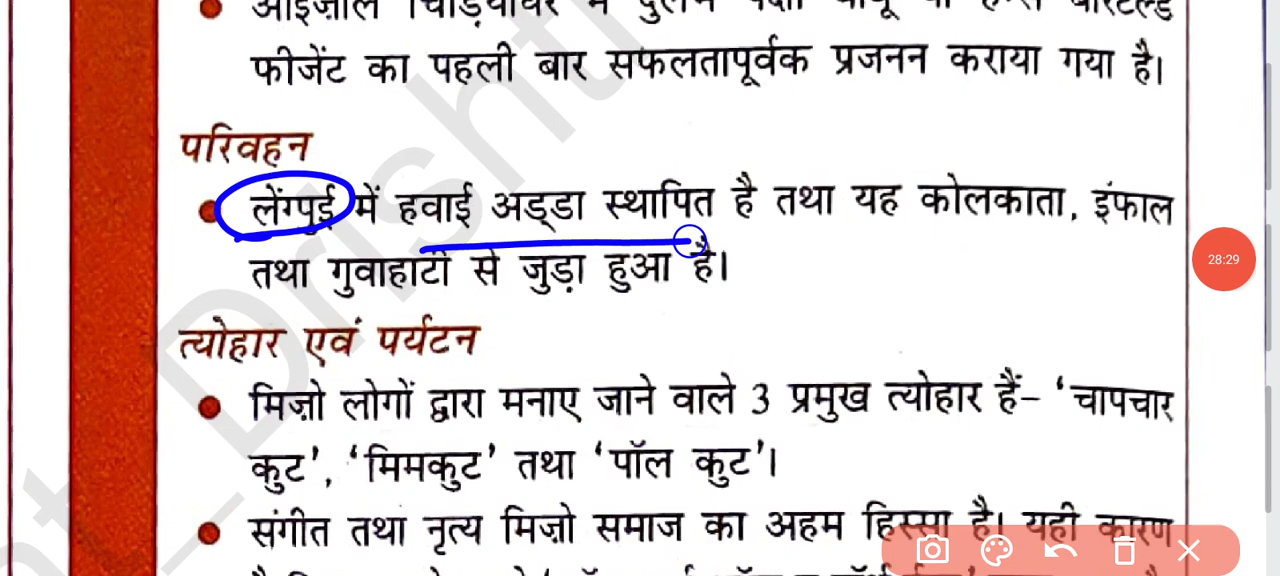 फीजेंट का पहली बार सफलतापूर्वक प्रजनन कराया गया है।
परिवहन
लेंग्पुई में हवाई अड्डा स्थापित है तथा यह कोलकाता, इंफाल
तथा गुवाहाटी से जुड़ा हुआ है।
त्योहार एवं पर्यटन
मिज़ो लोगों द्वारा मनाए जाने वाले 3 प्रमुख त्योहार हैं– ‘चापचार
कुट’, ‘मिमकुट’ तथा ‘पॉल कुट’।
संगीत तथा नृत्य मिज़ो समाज का अहम हिस्सा है। यही कारण
28:29
Drishti